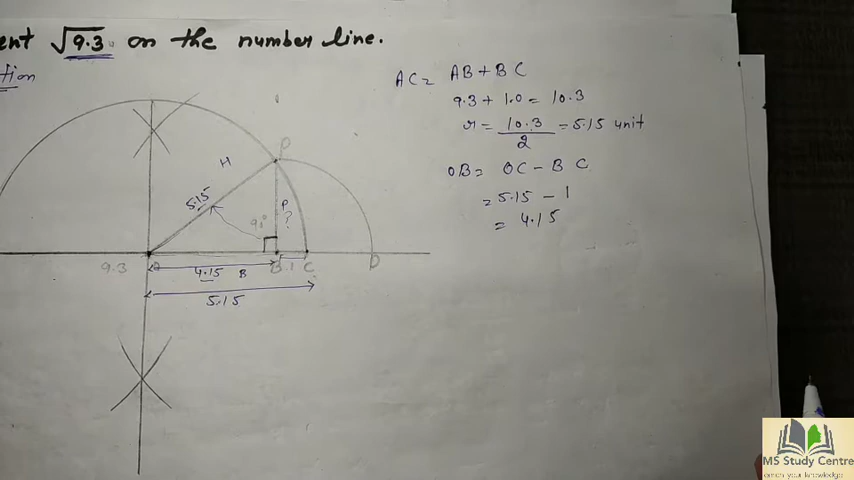 ent √9.3 on the number line.
tion
AC= AB+BC
9.3 + 1.0 = 10.3
r = 10.3/2 = 5.15 unit
OB= OC - BC
= 5.15 - 1
= 4.15
P
H
5.15
P
?
9.3 O B 1 C D
4.15 B
5.15
MS Study Centre